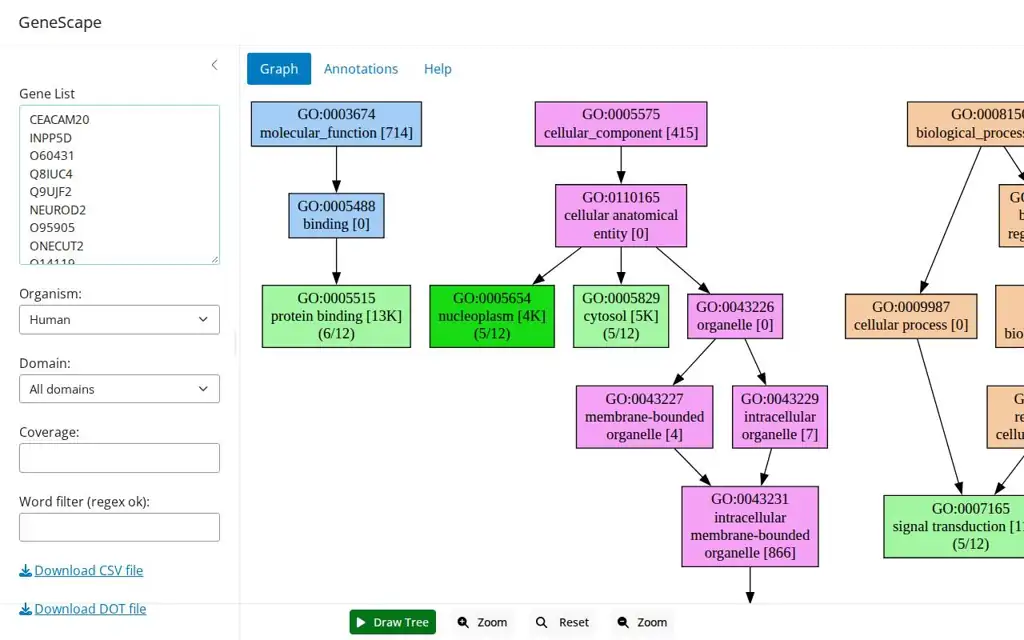 GeneScape
Gene List
CEACAM20
INPP5D
O60431
Q8IUC4
Q9UJF2
NEUROD2
O95905
ONECUT2
O14119
Organism:
Human
Domain:
All domains
Coverage:
Word filter (regex ok):
Download CSV file
Download DOT file
Graph
Annotations
Help
GO:0003674
molecular_function [714]
GO:0005575
cellular_component [415]
GO:000815
biological_process
GO:0005488
binding [0]
GO:0110165
cellular anatomical
entity [0]
GO:0005515
protein binding [13K]
(6/12)
GO:0005654
nucleoplasm [4K]
(5/12)
GO:0005829
cytosol [5K]
(5/12)
GO:0043226
organelle [0]
GO:0009987
cellular process [0]
GO:0043227
membrane-bounded
organelle [4]
GO:0043229
intracellular
organelle [7]
GO:0043231
intracellular
membrane-bounded
organelle [866]
GO:0007165
signal transduction [1
(5/12)
Draw Tree
Zoom
Reset
Zoom